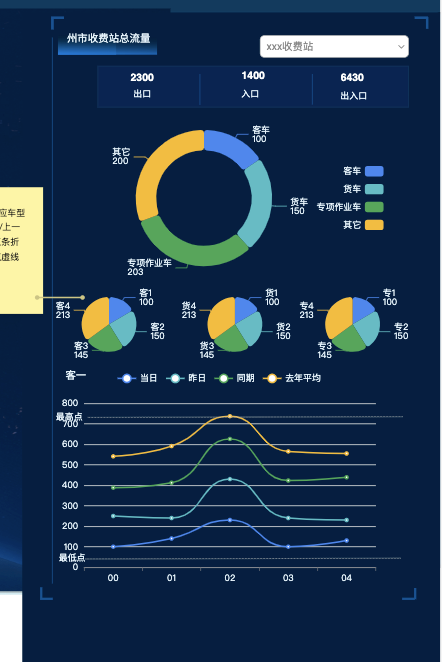 州市收费站总流量
xxx收费站
2300
1400
6430
出口
入口
出入口
客车
100
其它
200
货车
150
专项作业车
203
客车
货车
专项作业车
其它
应车型
/上一
条折
虚线
客1
100
客4
213
客2
150
客3
145
货1
100
货4
213
货2
150
货3
145
专1
100
专4
213
专2
150
专3
145
客一
当日
昨日
同期
去年平均
800
最高点
700
600
500
400
300
200
100
最低点
0
00
01
02
03
04